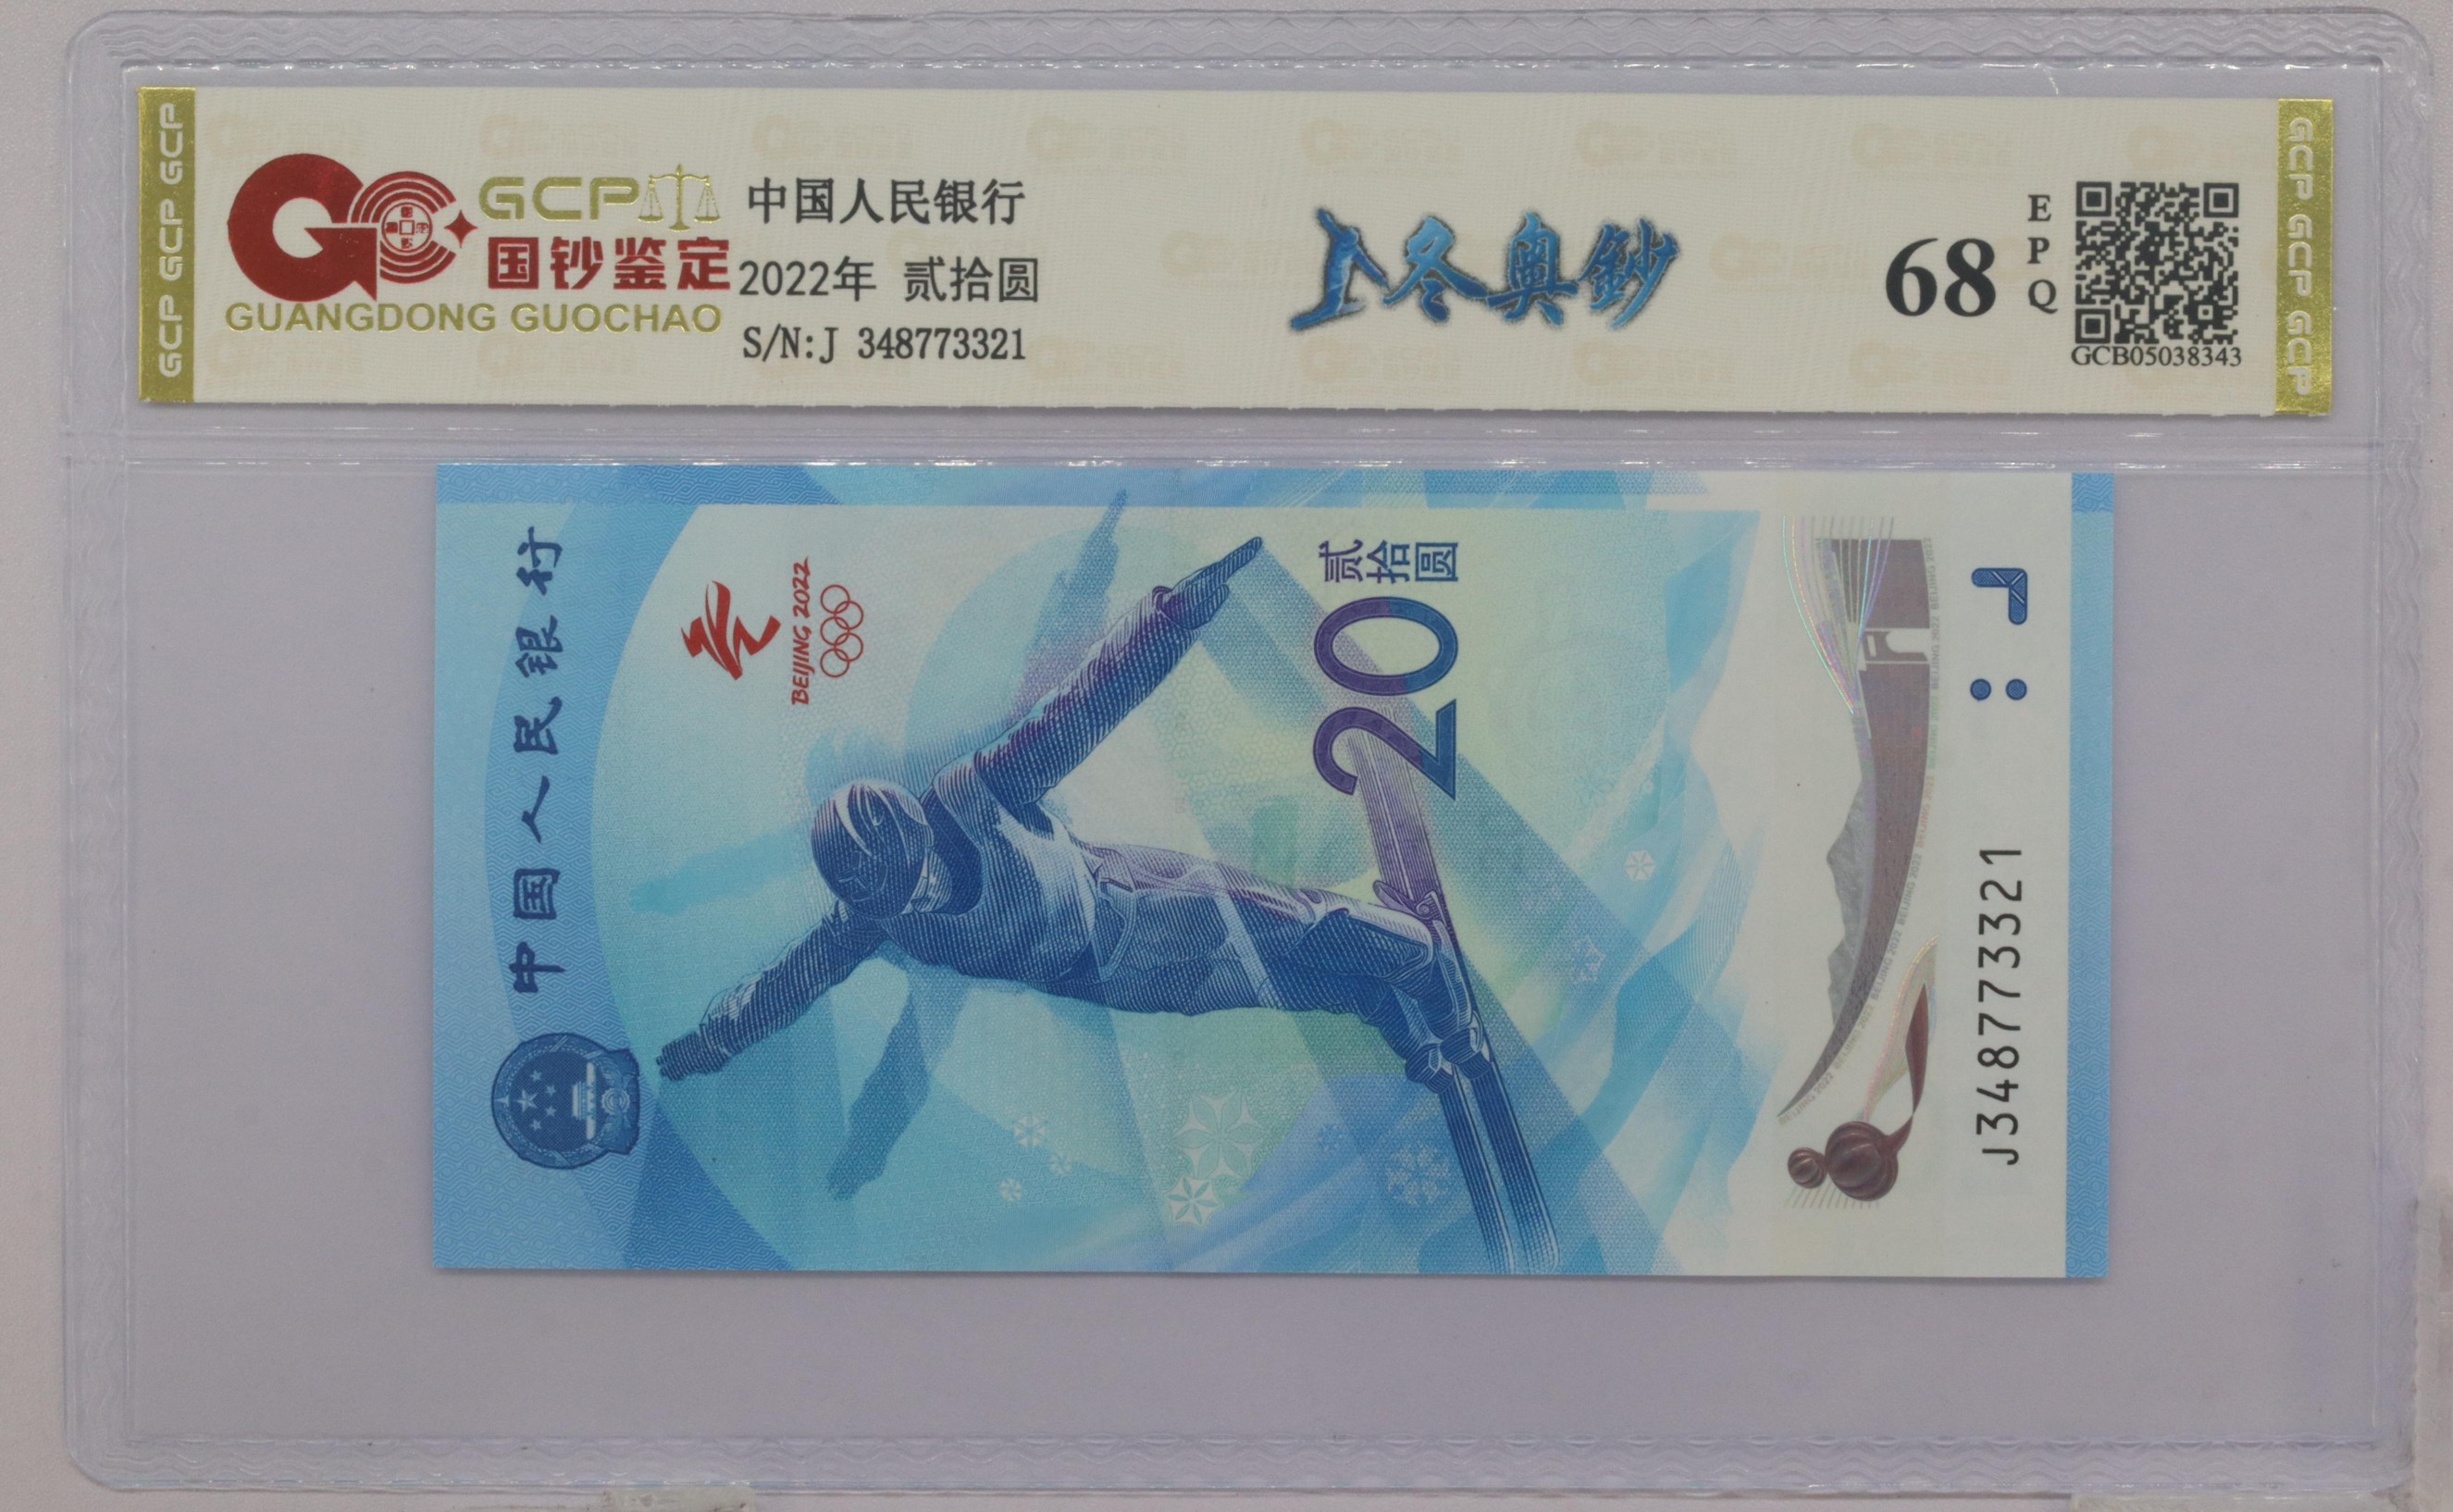 GCP GCP GCP
GCP
国钞鉴定
GUANGDONG GUOCHAO
中国人民银行
2022年 贰拾圆
S/N:J 348773321
冬奥鈔
68
EPQ
GCB05038343
GCP GCP GCP
中国人民银行
BEIJING 2022
贰拾圆
20
J348773321